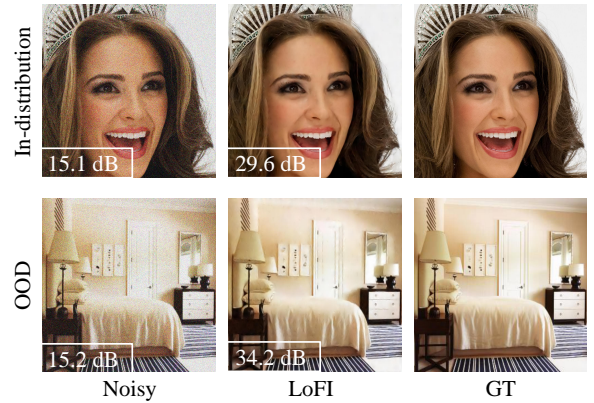 In-distribution
15.1 dB
29.6 dB
OOD
15.2 dB
34.2 dB
Noisy
LoFI
GT